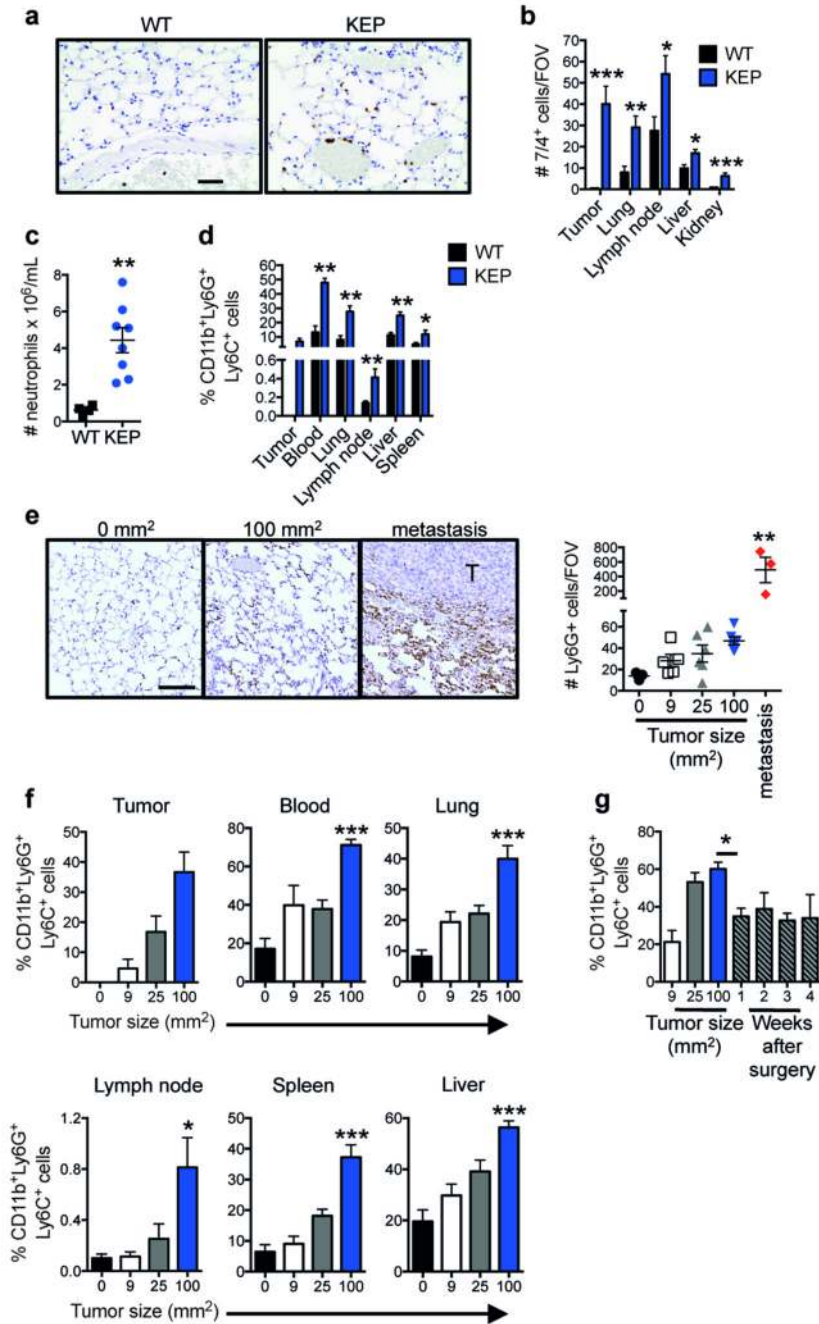 a
WT
KEP
b
# 7/4⁺ cells/FOV
70
60
50
40
30
20
10
0
***
**
*
*
***
WT
KEP
Tumor
Lung
Lymph node
Liver
Kidney
c
# neutrophils x 10⁶/mL
8
6
4
2
0
**
WT KEP
d
WT
KEP
% CD11b⁺Ly6G⁺
Ly6C⁺ cells
60
50
40
30
20
10
0.6
0.4
0.2
0.0
**
**
**
**
*
Tumor
Blood
Lung
Lymph node
Liver
Spleen
e
0 mm²
100 mm²
metastasis
T
# Ly6G+ cells/FOV
800
600
400
200
60
40
20
0
**
0
9
25
100
metastasis
Tumor size
(mm²)
f
Tumor
% CD11b⁺Ly6G⁺
Ly6C⁺ cells
50
40
30
20
10
0
0 9 25 100
Blood
80
60
40
20
0
***
0 9 25 100
Lung
50
40
30
20
10
0
***
0 9 25 100
Tumor size (mm²)
g
% CD11b⁺Ly6G⁺
Ly6C⁺ cells
80
60
40
20
0
*
9 25 100 1 2 3 4
Tumor size
(mm²)
Weeks
after
surgery
Lymph node
% CD11b⁺Ly6G⁺
Ly6C⁺ cells
1.2
0.8
0.4
0.0
*
0 9 25 100
Spleen
50
40
30
20
10
0
***
0 9 25 100
Liver
60
40
20
0
***
0 9 25 100
Tumor size (mm²)